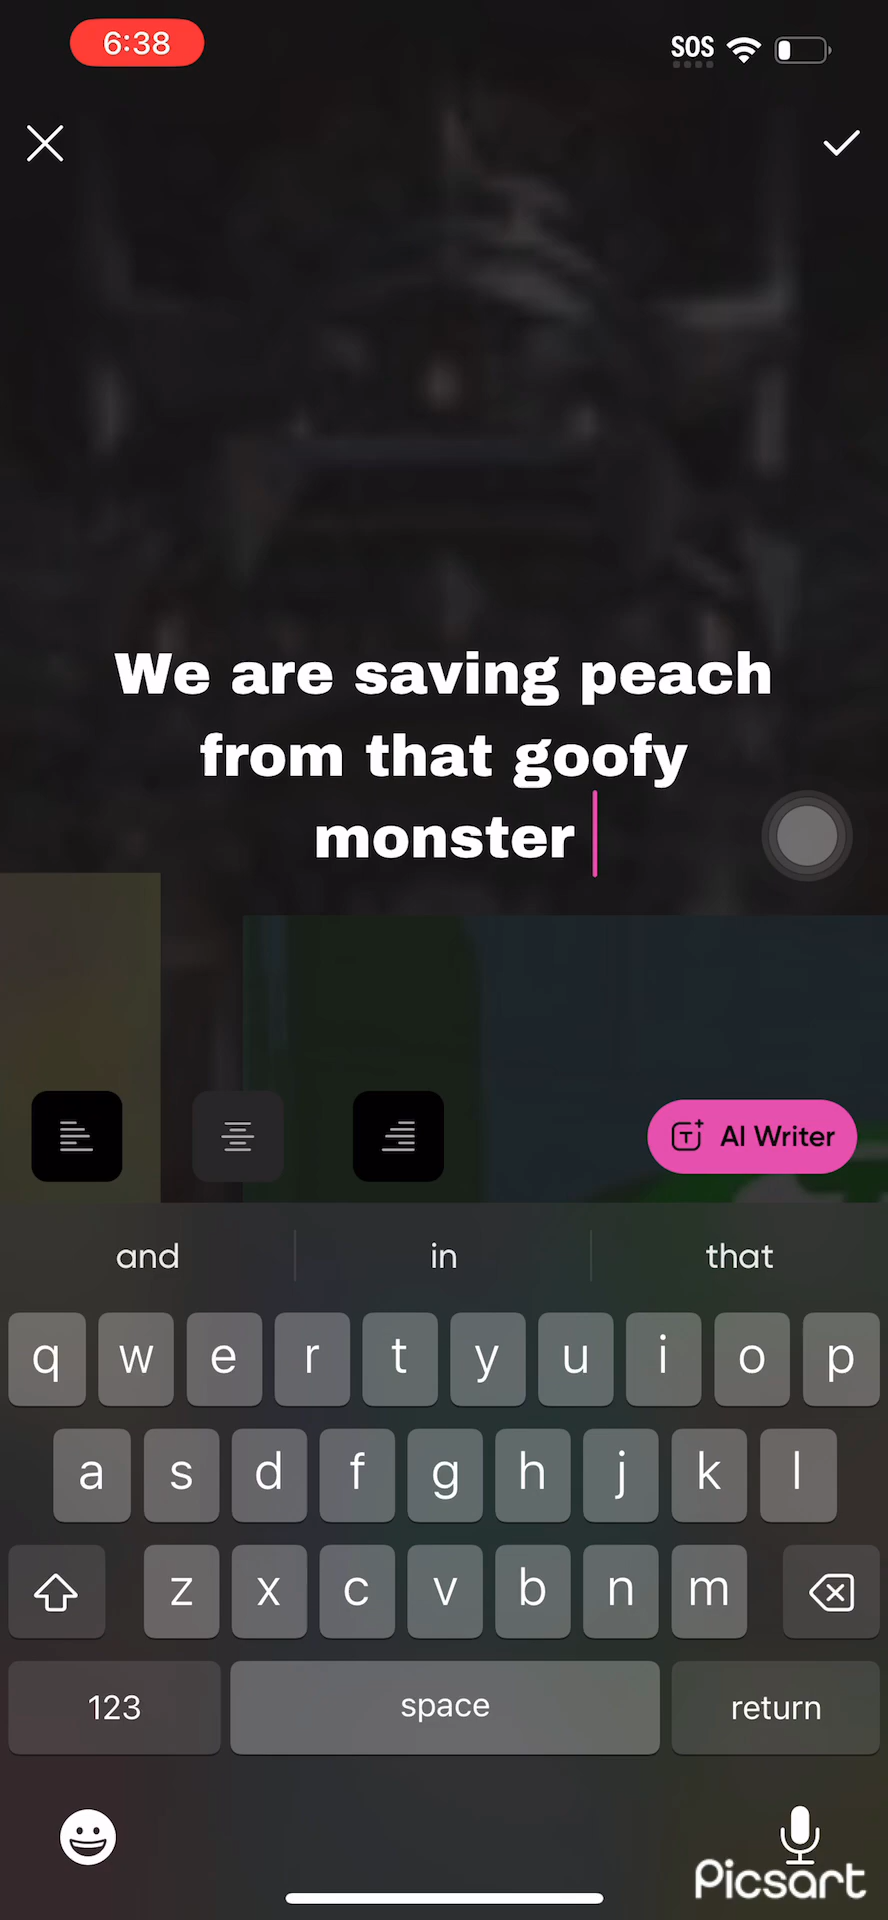 6:38
SOS
We are saving peach
from that goofy
monster
AI Writer
and in that
q w e r t y u i o p
a s d f g h j k l
z x c v b n m
123 space return
Picsart